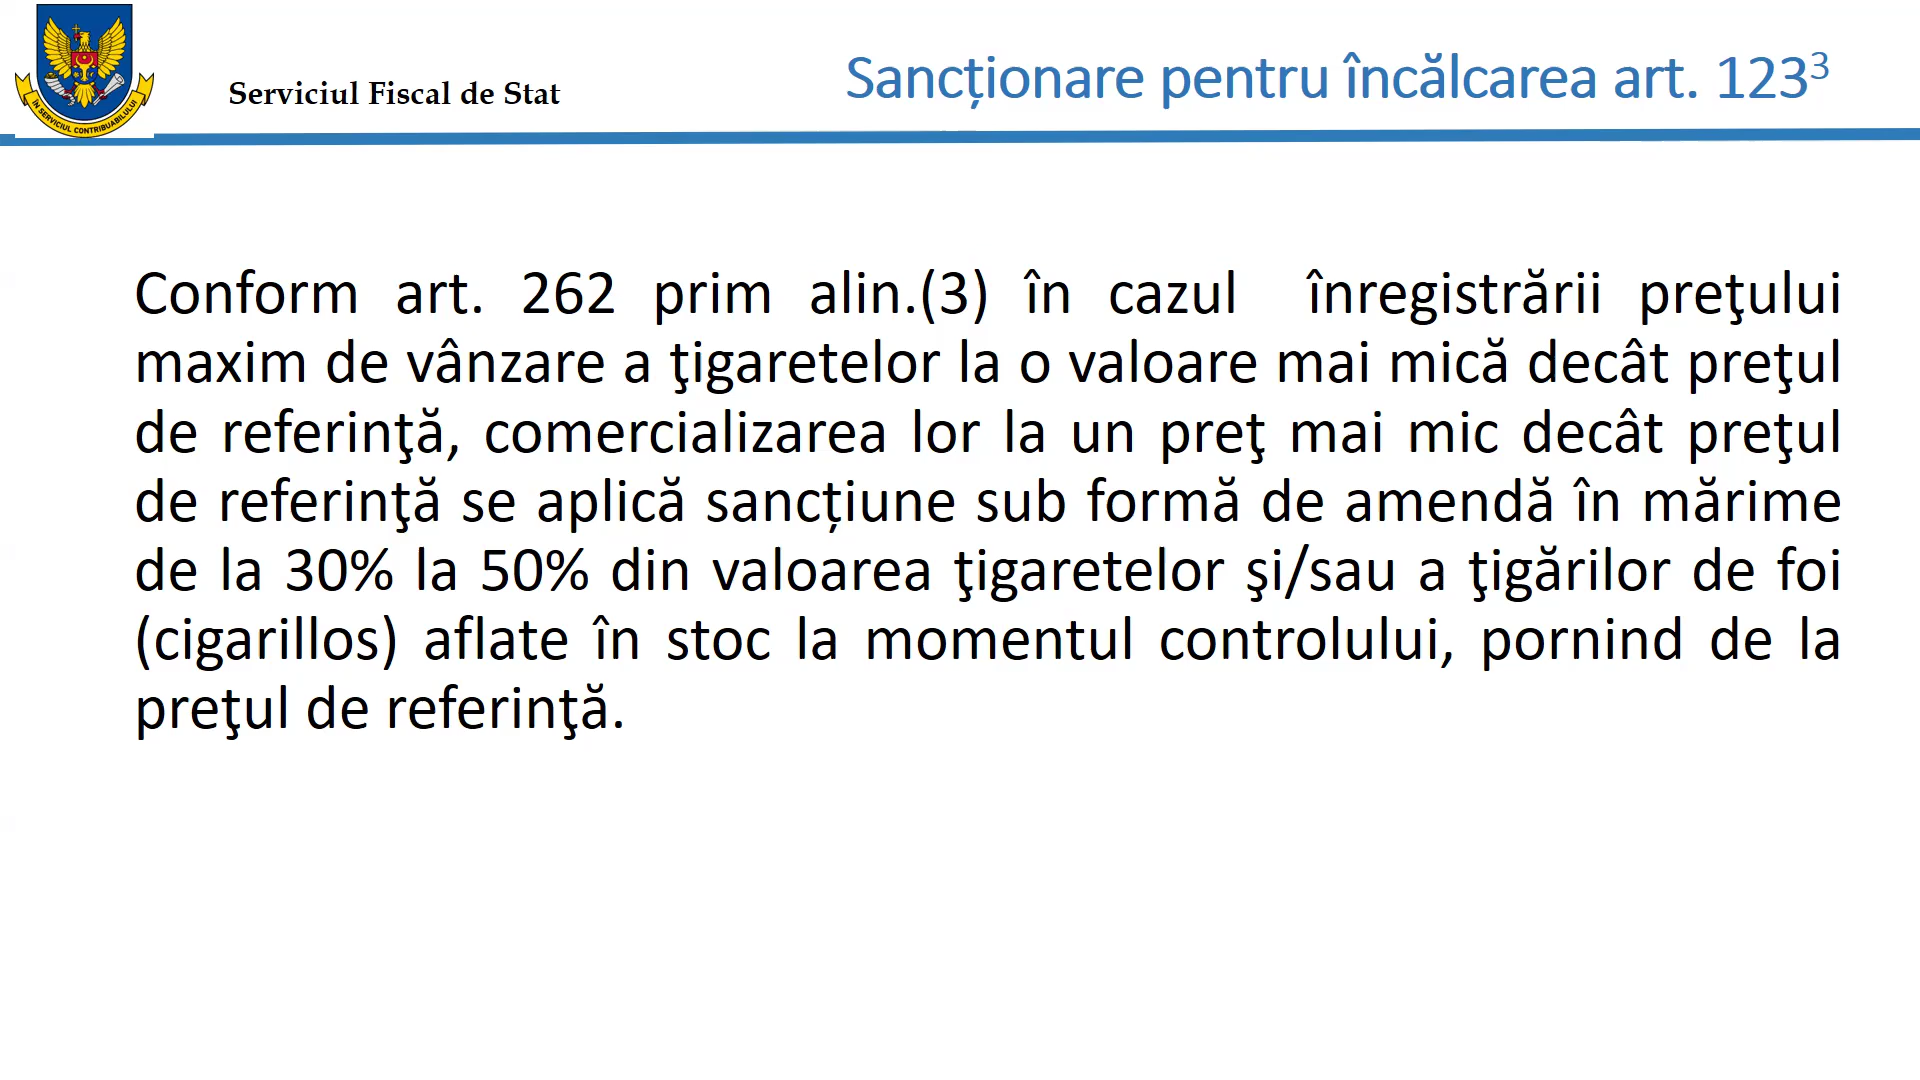 ÎN SERVICIUL CONTRIBUABILULUI
Serviciul Fiscal de Stat
Sancționare pentru încălcarea art. 123³
Conform art. 262 prim alin.(3) în cazul înregistrării preţului
maxim de vânzare a ţigaretelor la o valoare mai mică decât preţul
de referinţă, comercializarea lor la un preţ mai mic decât preţul
de referinţă se aplică sancțiune sub formă de amendă în mărime
de la 30% la 50% din valoarea ţigaretelor şi/sau a ţigărilor de foi
(cigarillos) aflate în stoc la momentul controlului, pornind de la
preţul de referinţă.